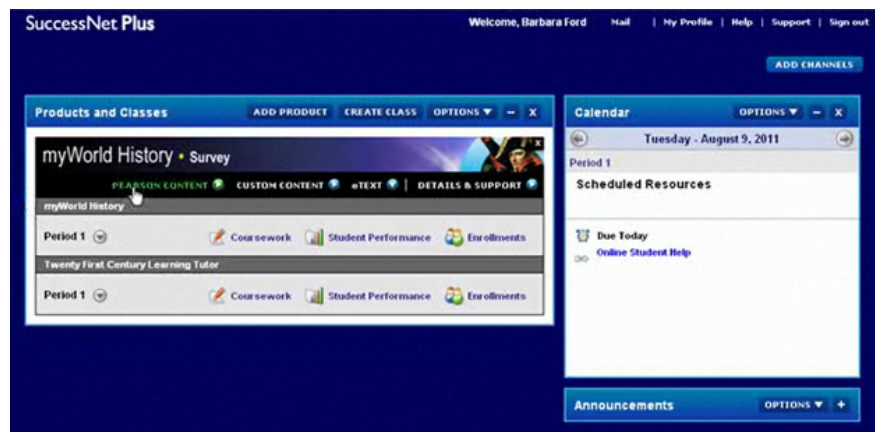 SuccessNet Plus
Welcome, Barbara Ford Mail | My Profile | Help | Support | Sign out
ADD CHANNELS
Products and Classes ADD PRODUCT CREATE CLASS OPTIONS ▼ – X
myWorld History • Survey
x
PEARSON CONTENT CUSTOM CONTENT eTEXT | DETAILS & SUPPORT
myWorld History
Period 1 Coursework Student Performance Enrollments
Twenty First Century Learning Tutor
Period 1 Coursework Student Performance Enrollments
Calendar OPTIONS ▼ – X
Tuesday - August 9, 2011
Period 1
Scheduled Resources
Due Today
Online Student Help
Announcements OPTIONS ▼ +